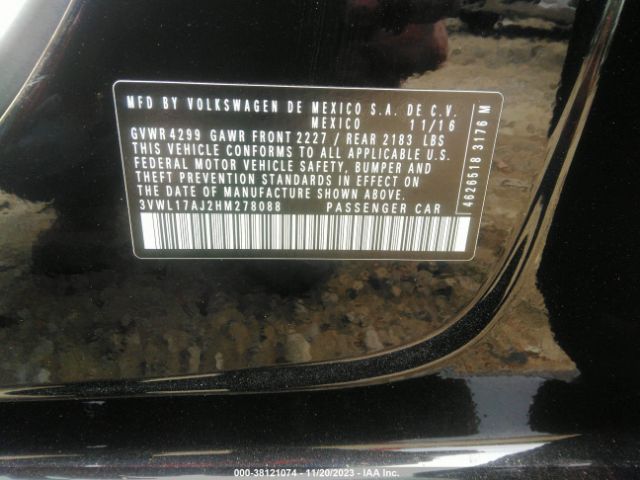 MFD BY VOLKSWAGEN DE MEXICO S.A. DE C.V.
MEXICO 11/16
GVWR 4299 GAWR FRONT 2227 / REAR 2183 LBS
THIS VEHICLE CONFORMS TO ALL APPLICABLE U.S.
FEDERAL MOTOR VEHICLE SAFETY, BUMPER AND
THEFT PREVENTION STANDARDS IN EFFECT ON
THE DATE OF MANUFACTURE SHOWN ABOVE.
3VWL17AJ2HM278088 PASSENGER CAR
4626518 3176 M
© 38121074 - 11/20/2023 - IAA Inc.